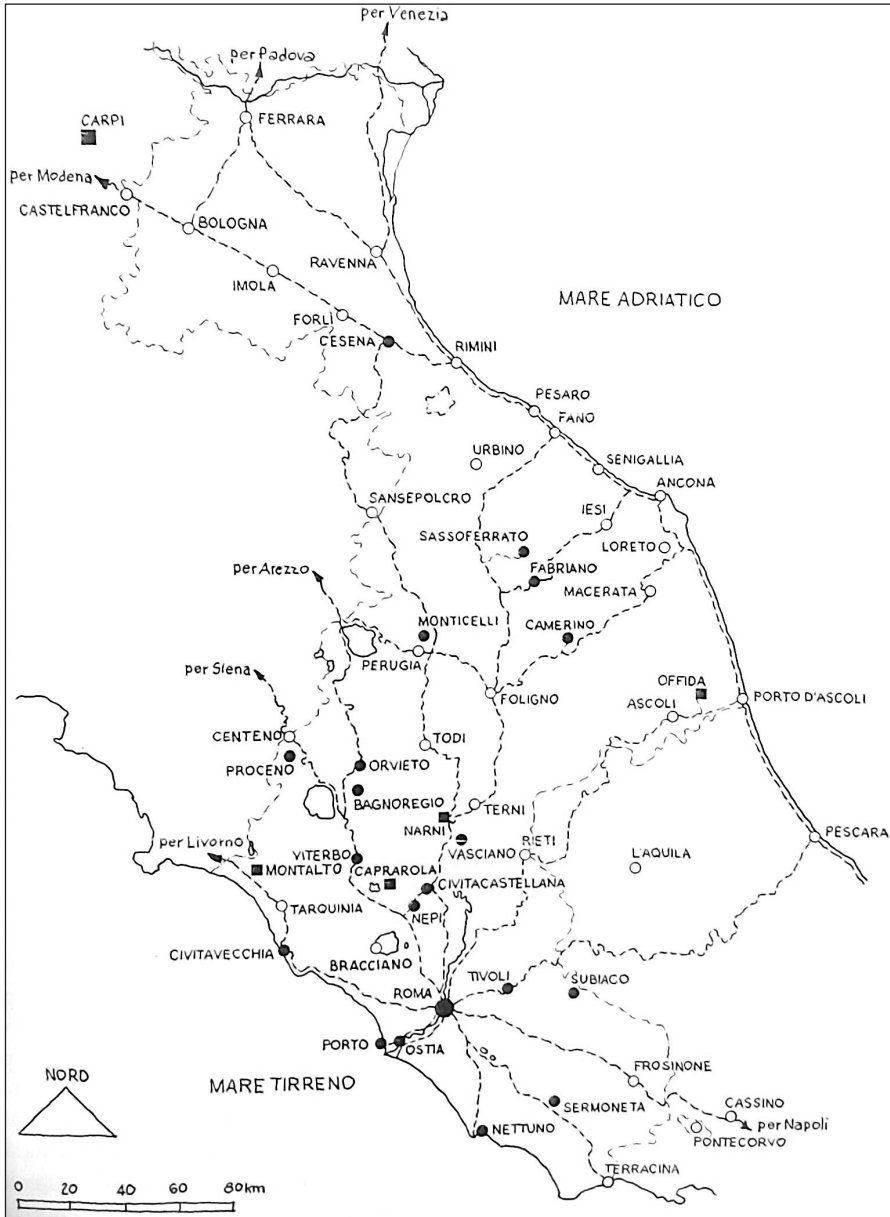 per Venezia
per Padova
CARPI
FERRARA
per Modena
CASTELFRANCO
BOLOGNA
RAVENNA
IMOLA
MARE ADRIATICO
FORLÌ
CESENA
RIMINI
PESARO
FANO
URBINO
SENIGALLIA
ANCONA
SANSEPOLCRO
IESI
SASSOFERRATO
LORETO
FABRIANO
per Arezzo
MACERATA
MONTICELLI
CAMERINO
PERUGIA
per Siena
FOLIGNO
OFFIDA
ASCOLI
PORTO D'ASCOLI
CENTENO
TODI
PROCENO
ORVIETO
BAGNOREGIO
TERNI
NARNI
per Livorno
VITERBO
VASCIANO
RIETI
PESCARA
L'AQUILA
MONTALTO
CAPRAROLA
CIVITACASTELLANA
TARQUINIA
NEPI
CIVITAVECCHIA
BRACCIANO
TIVOLI
SUBIACO
ROMA
PORTO
OSTIA
NORD
MARE TIRRENO
FROSINONE
SERMONETA
CASSINO
per Napoli
NETTUNO
PONTECORVO
TERRACINA
0 20 40 60 80 km